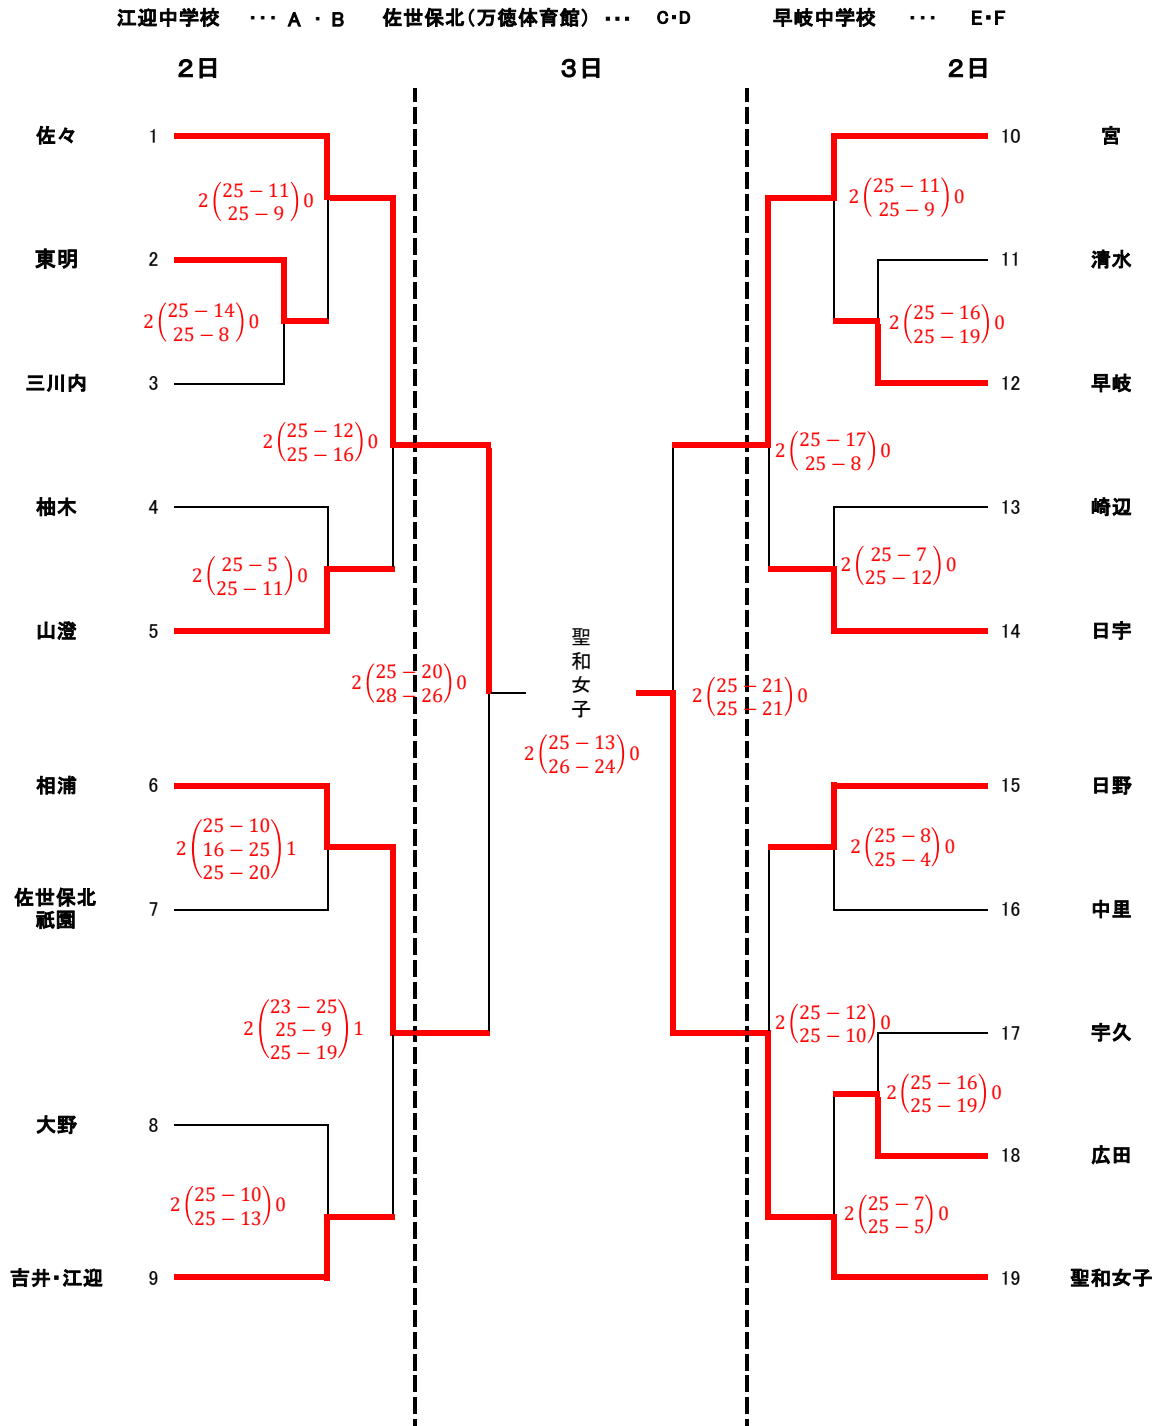 江迎中学校 ・・・ A ・ B 佐世保北(万徳体育館) ・・・ C・D 早岐中学校 ・・・ E・F
2日 3日 2日
佐々 1 10 宮
2(25-11 25-9)0 2(25-11 25-9)0
東明 2 11 清水
2(25-14 25-8)0 2(25-16 25-19)0
三川内 3 12 早岐
2(25-12 25-16)0 2(25-17 25-8)0
柚木 4 13 崎辺
2(25-5 25-11)0 2(25-7 25-12)0
山澄 5 14 日宇
聖和女子
2(25-20 28-26)0 2(25-21 25-21)0
2(25-13 26-24)0
相浦 6 15 日野
2(25-10 16-25 25-20)1 2(25-8 25-4)0
佐世保北
祇園 7 16 中里
2(23-25 25-9 25-19)1 2(25-12 25-10)0
17 宇久
2(25-16 25-19)0
大野 8 18 広田
2(25-10 25-13)0 2(25-7 25-5)0
吉井・江迎 9 19 聖和女子